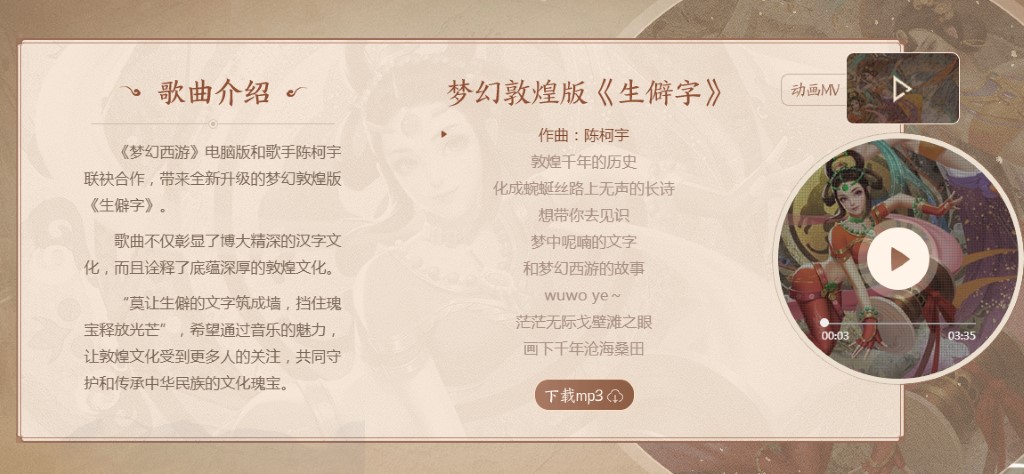 歌曲介绍
《梦幻西游》电脑版和歌手陈柯宇
联袂合作，带来全新升级的梦幻敦煌版
《生僻字》。
歌曲不仅彰显了博大精深的汉字文
化，而且诠释了底蕴深厚的敦煌文化。
“莫让生僻的文字筑成墙，挡住瑰
宝释放光芒”，希望通过音乐的魅力，
让敦煌文化受到更多人的关注，共同守
护和传承中华民族的文化瑰宝。
梦幻敦煌版《生僻字》
动画MV
作曲：陈柯宇
敦煌千年的历史
化成蜿蜒丝路上无声的长诗
想带你去见识
梦中呢喃的文字
和梦幻西游的故事
wuwo ye～
茫茫无际戈壁滩之眼
画下千年沧海桑田
下载mp3
00:03
03:35